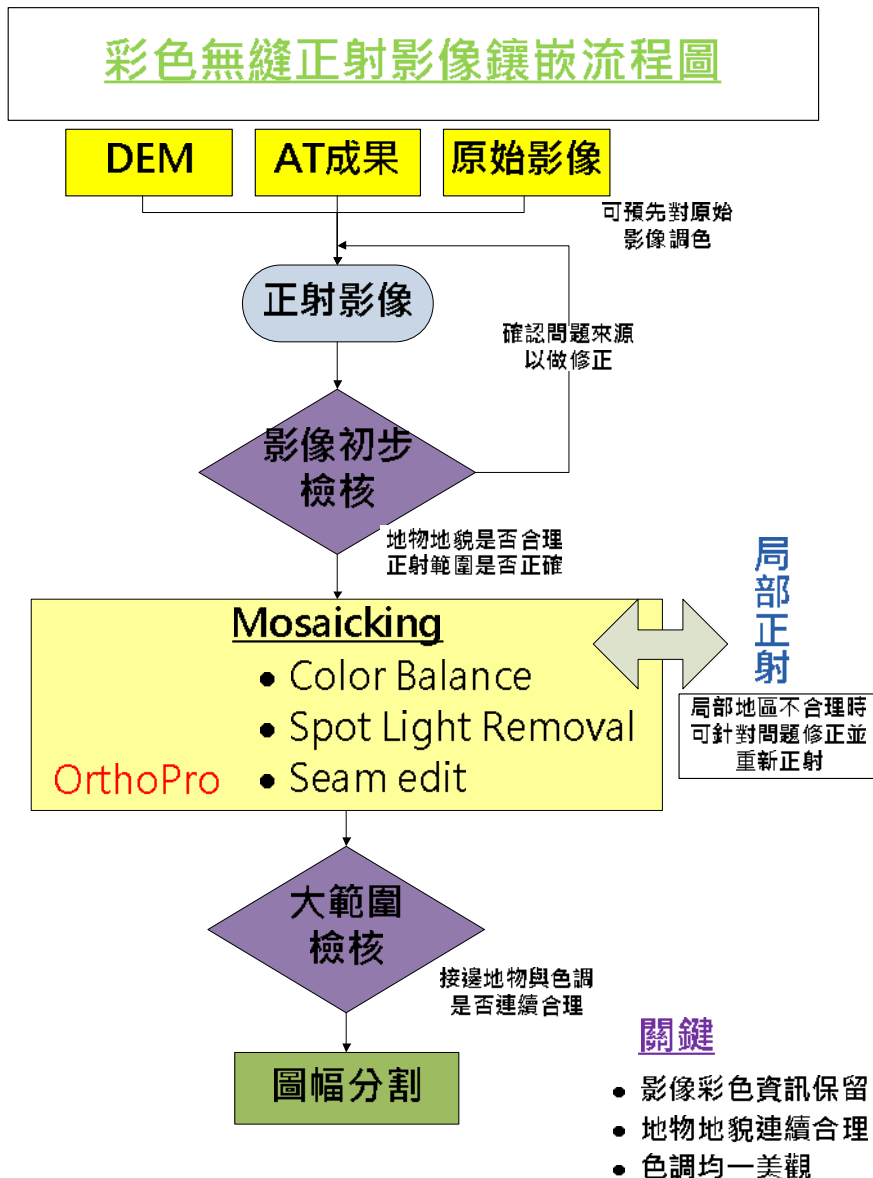 彩色無縫正射影像鑲嵌流程圖
DEM
AT成果
原始影像
可預先對原始
影像調色
正射影像
確認問題來源
以做修正
影像初步
檢核
地物地貌是否合理
正射範圍是否正確
局部正射
Mosaicking
• Color Balance
• Spot Light Removal
• Seam edit
OrthoPro
局部地區不合理時
可針對問題修正並
重新正射
大範圍
檢核
接邊地物與色調
是否連續合理
圖幅分割
關鍵
• 影像彩色資訊保留
• 地物地貌連續合理
• 色調均一美觀